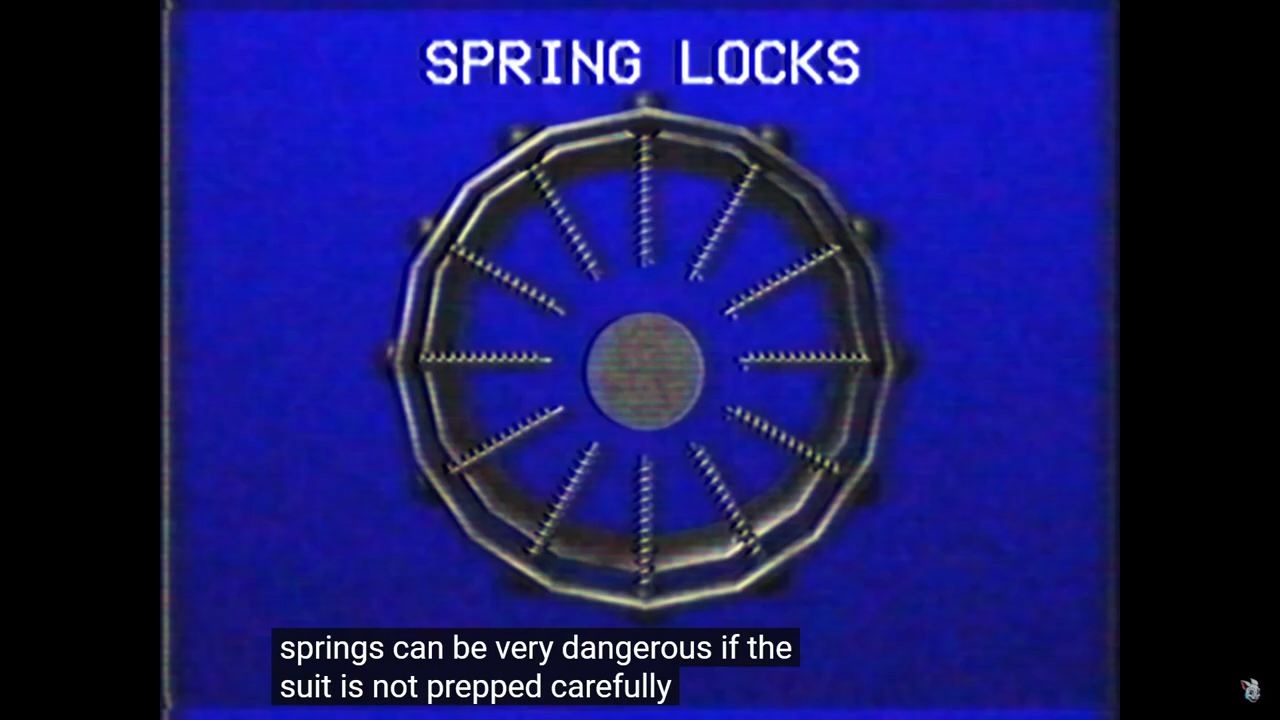 SPRING LOCKS
springs can be very dangerous if the
suit is not prepped carefully